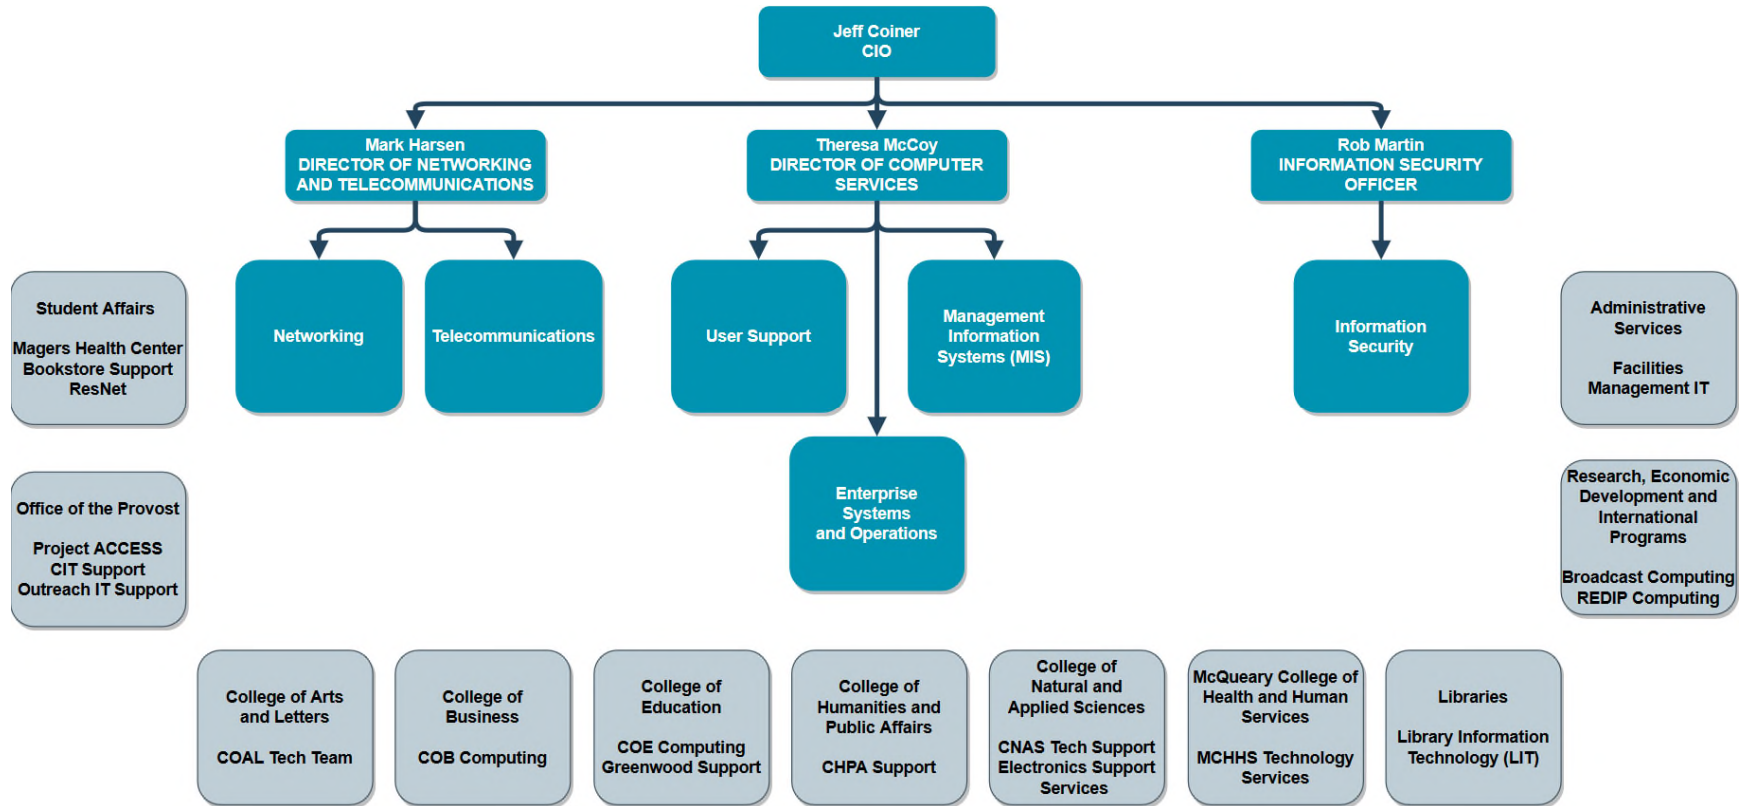 Jeff Coiner
CIO
Mark Harsen
DIRECTOR OF NETWORKING
AND TELECOMMUNICATIONS
Theresa McCoy
DIRECTOR OF COMPUTER
SERVICES
Rob Martin
INFORMATION SECURITY
OFFICER
Networking
Telecommunications
User Support
Management
Information
Systems (MIS)
Information
Security
Enterprise
Systems
and Operations
Student Affairs
Magers Health Center
Bookstore Support
ResNet
Administrative
Services
Facilities
Management IT
Office of the Provost
Project ACCESS
CIT Support
Outreach IT Support
Research, Economic
Development and
International
Programs
Broadcast Computing
REDIP Computing
College of Arts
and Letters
COAL Tech Team
College of
Business
COB Computing
College of
Education
COE Computing
Greenwood Support
College of
Humanities and
Public Affairs
CHPA Support
College of
Natural and
Applied Sciences
CNAS Tech Support
Electronics Support
Services
McQueary College of
Health and Human
Services
MCHHS Technology
Services
Libraries
Library Information
Technology (LIT)